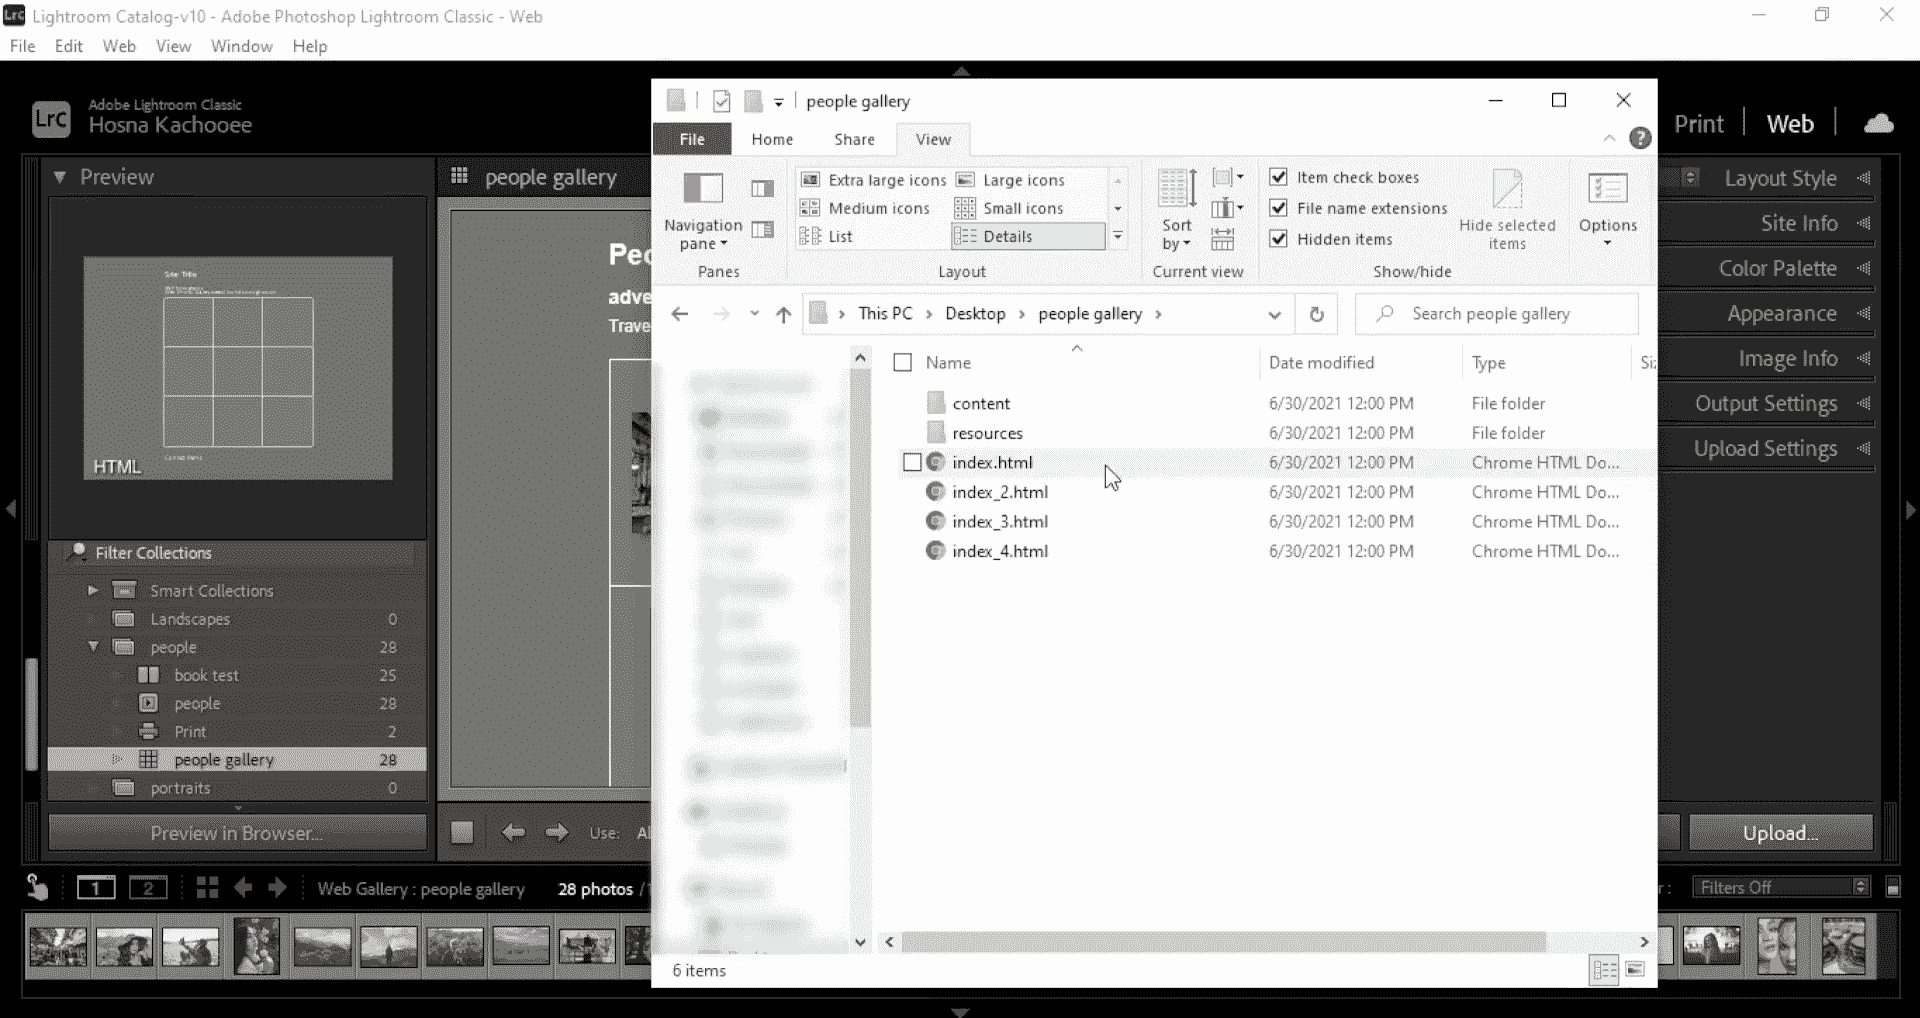 LrC Lightroom Catalog-v10 - Adobe Photoshop Lightroom Classic - Web
File Edit Web View Window Help
LrC
Adobe Lightroom Classic
Hosna Kachooee
Print | Web
Preview
Site Title
HTML
Filter Collections
Smart Collections
Landscapes 0
people 28
book test 25
people 28
Print 2
people gallery 28
portraits 0
Preview in Browser...
people gallery
Use:
Web Gallery : people gallery 28 photos /
1 2
people gallery
File Home Share View
Navigation pane
Panes
Extra large icons Large icons
Medium icons Small icons
List Details
Layout
Sort by
Current view
Item check boxes
File name extensions
Hidden items
Hide selected items
Show/hide
Options
This PC > Desktop > people gallery >
Search people gallery
Name Date modified Type
content 6/30/2021 12:00 PM File folder
resources 6/30/2021 12:00 PM File folder
index.html 6/30/2021 12:00 PM Chrome HTML Do...
index_2.html 6/30/2021 12:00 PM Chrome HTML Do...
index_3.html 6/30/2021 12:00 PM Chrome HTML Do...
index_4.html 6/30/2021 12:00 PM Chrome HTML Do...
6 items
Layout Style
Site Info
Color Palette
Appearance
Image Info
Output Settings
Upload Settings
Upload...
Filters Off